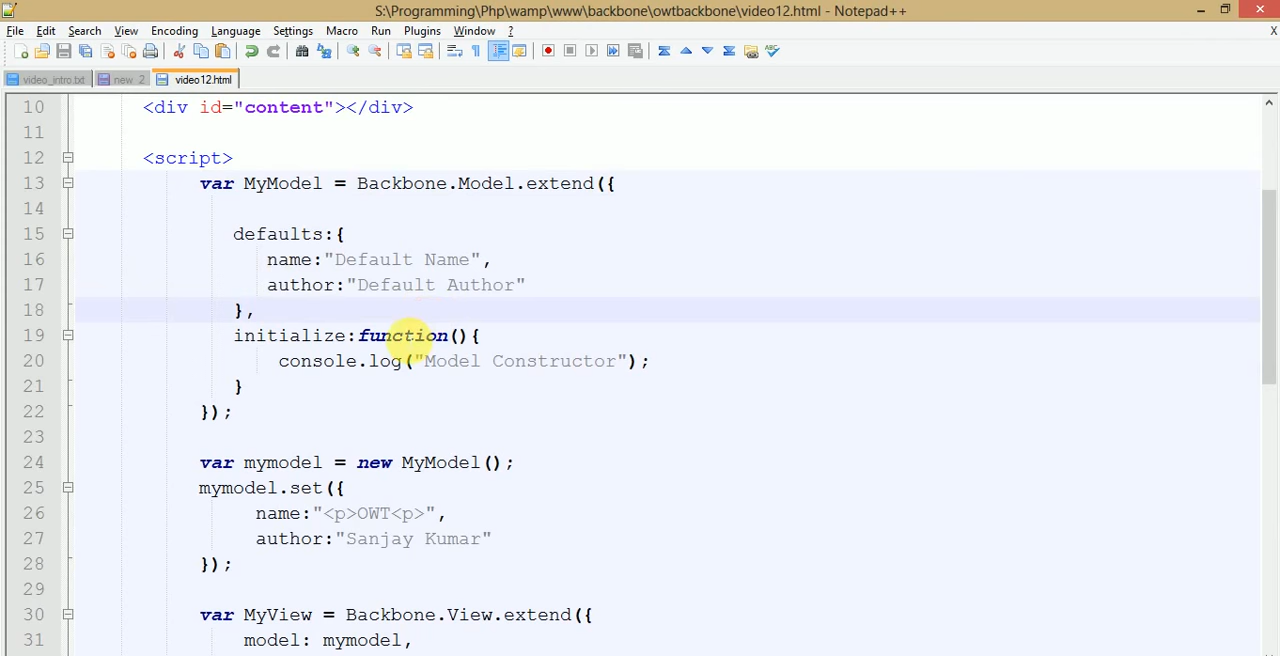 S:\Programming\Php\wamp\www\backbone\owtbackbone\video12.html - Notepad++
File Edit Search View Encoding Language Settings Macro Run Plugins Window ? X
video_intro.txt new 2 video12.html
10 <div id="content"></div>
11
12 <script>
13 var MyModel = Backbone.Model.extend({
14
15 defaults:{
16 name:"Default Name",
17 author:"Default Author"
18 },
19 initialize:function(){
20 console.log("Model Constructor");
21 }
22 });
23
24 var mymodel = new MyModel();
25 mymodel.set({
26 name:"<p>OWT<p>",
27 author:"Sanjay Kumar"
28 });
29
30 var MyView = Backbone.View.extend({
31 model: mymodel,